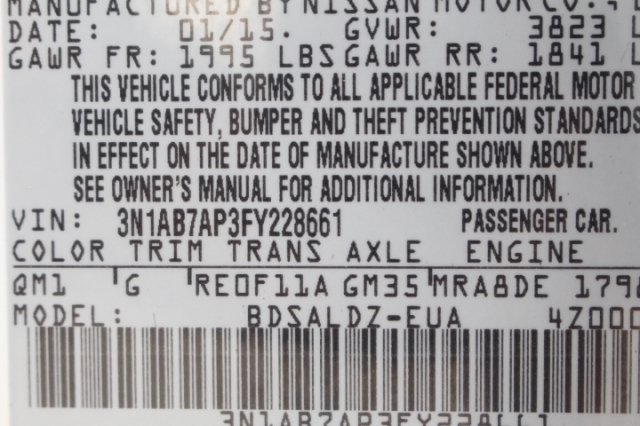 MANUFACTURED BY NISSAN MOTOR CO.,
DATE: 01/15. GVWR: 3823 L
GAWR FR: 1995 LBS GAWR RR: 1841 L
THIS VEHICLE CONFORMS TO ALL APPLICABLE FEDERAL MOTOR
VEHICLE SAFETY, BUMPER AND THEFT PREVENTION STANDARDS
IN EFFECT ON THE DATE OF MANUFACTURE SHOWN ABOVE.
SEE OWNER'S MANUAL FOR ADDITIONAL INFORMATION.
VIN: 3N1AB7AP3FY228661 PASSENGER CAR.
COLOR TRIM TRANS AXLE ENGINE
QM1 G RE0F11A GM35 MRA8DE 1798
MODEL: BDSALDZ-EUA 4Z000
3N1AB7AP3FY228661